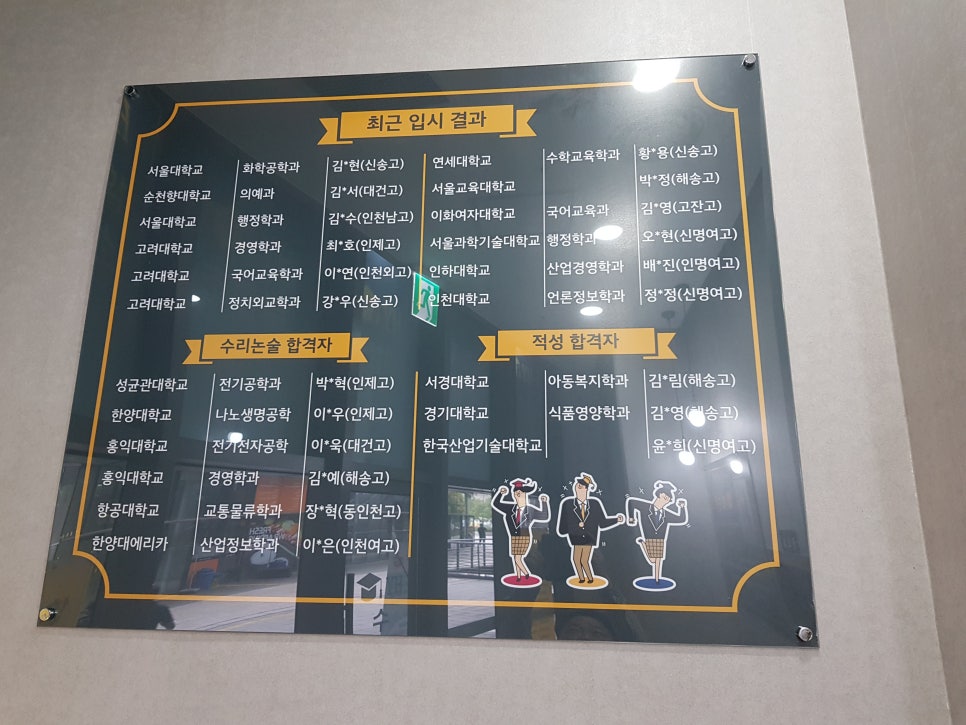 최근 입시 결과
서울대학교 화학공학과 김*현(신송고)
순천향대학교 의예과 김*서(대건고)
서울대학교 행정학과 김*수(인천남고)
고려대학교 경영학과 최*호(인제고)
고려대학교 국어교육학과 이*연(인천외고)
고려대학교 정치외교학과 강*우(신송고)
연세대학교 수학교육학과 황*용(신송고)
서울교육대학교 박*정(해송고)
이화여자대학교 국어교육과 김*영(고잔고)
서울과학기술대학교 행정학과 오*현(신명여고)
인하대학교 산업경영학과 배*진(인명여고)
인천대학교 언론정보학과 정*정(신명여고)
수리논술 합격자
성균관대학교 전기공학과 박*혁(인제고)
한양대학교 나노생명공학 이*우(인제고)
홍익대학교 전기전자공학 이*욱(대건고)
홍익대학교 경영학과 김*예(해송고)
항공대학교 교통물류학과 장*혁(동인천고)
한양대에리카 산업정보학과 이*은(인천여고)
적성 합격자
서경대학교 아동복지학과 김*림(해송고)
경기대학교 식품영양학과 김*영(해송고)
한국산업기술대학교 윤*희(신명여고)